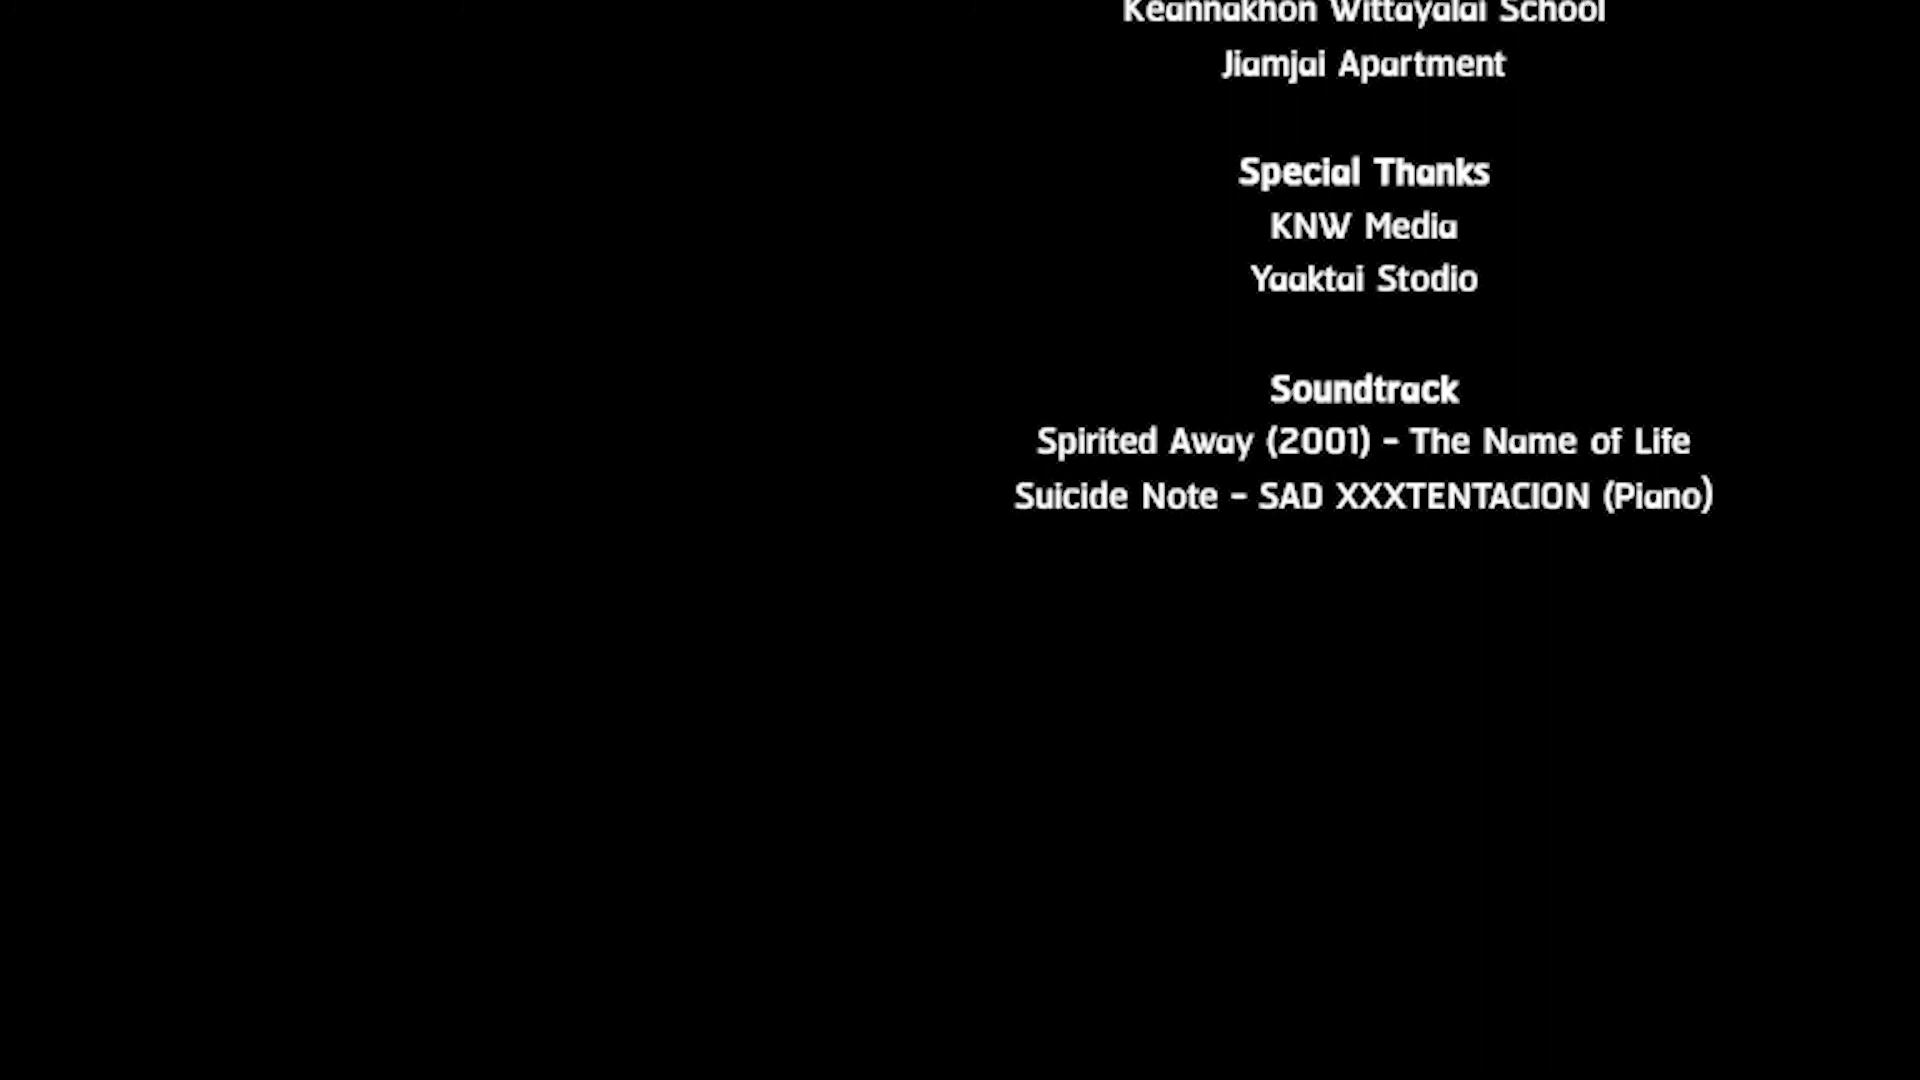 Keannakhon Wittayalai School
Jiamjai Apartment
Special Thanks
KNW Media
Yaaktai Stodio
Soundtrack
Spirited Away (2001) - The Name of Life
Suicide Note - SAD XXXTENTACION (Piano)